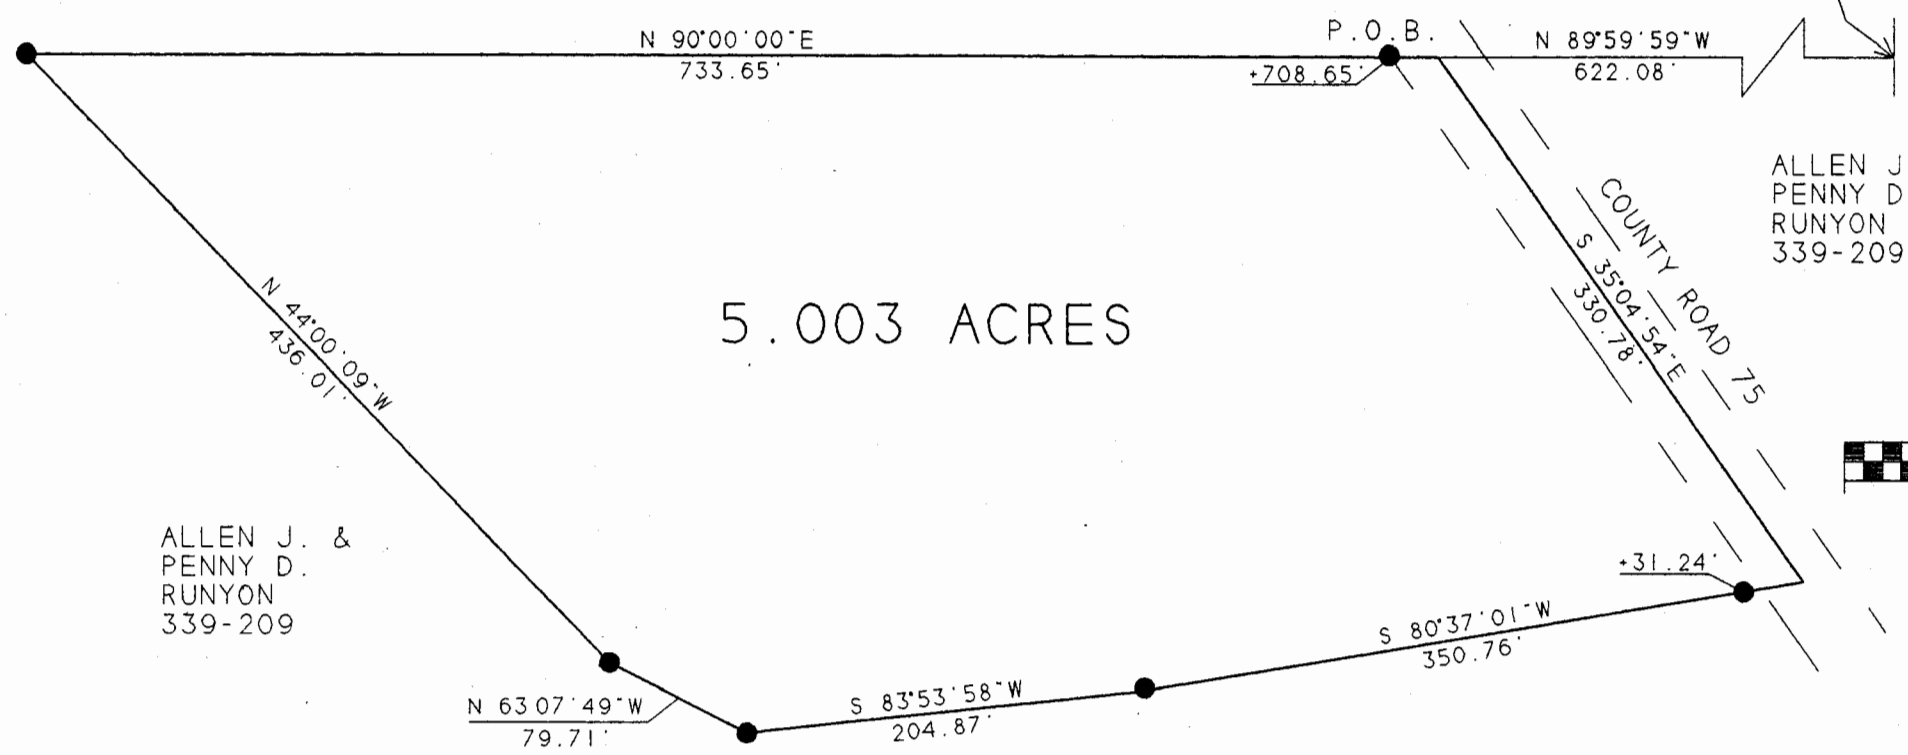 N 90°00'00"E
733.65'
P.O.B.
+708.65'
N 89°59'59"W
622.08'
ALLEN J
PENNY D
RUNYON
339-209
COUNTY ROAD 75
S 35°04'54"E
330.78'
N 44°00'09"W
436.01'
5.003 ACRES
ALLEN J. &
PENNY D.
RUNYON
339-209
+31.24'
S 80°37'01"W
350.76'
S 83°53'58"W
204.87'
N 63 07'49"W
79.71'